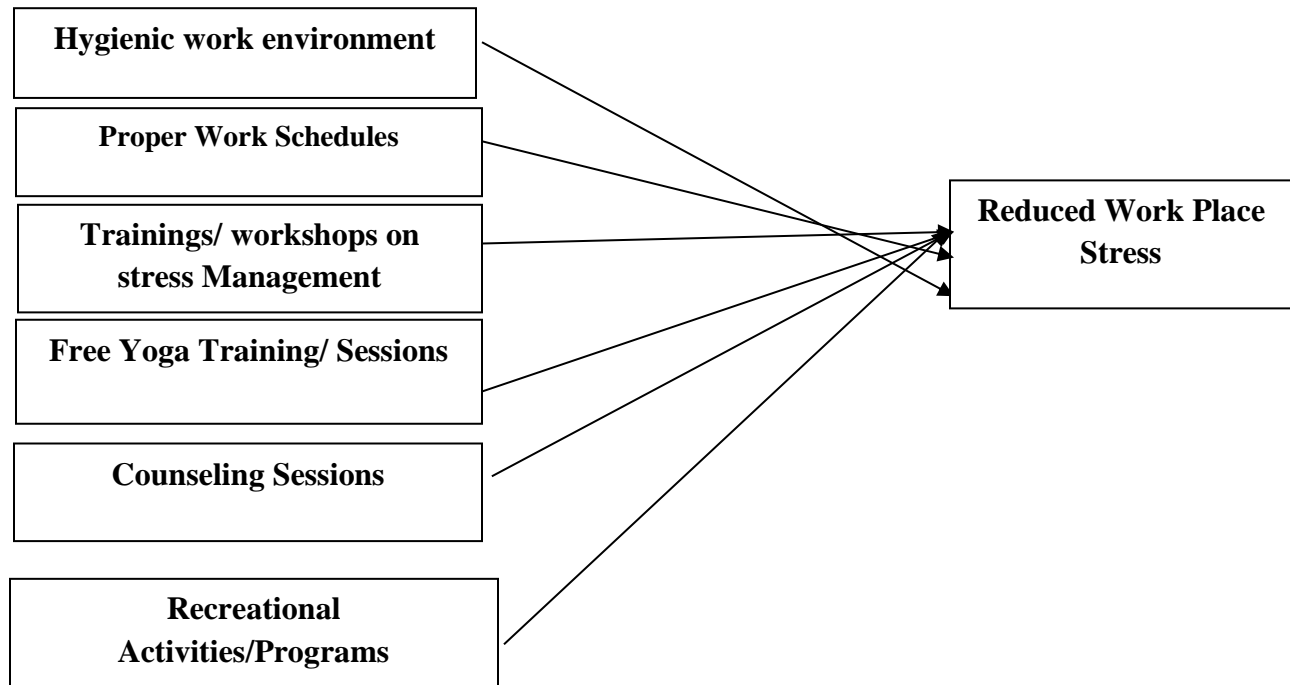 Hygienic work environment
Proper Work Schedules
Trainings/ workshops on
stress Management
Free Yoga Training/ Sessions
Counseling Sessions
Recreational
Activities/Programs
Reduced Work Place
Stress